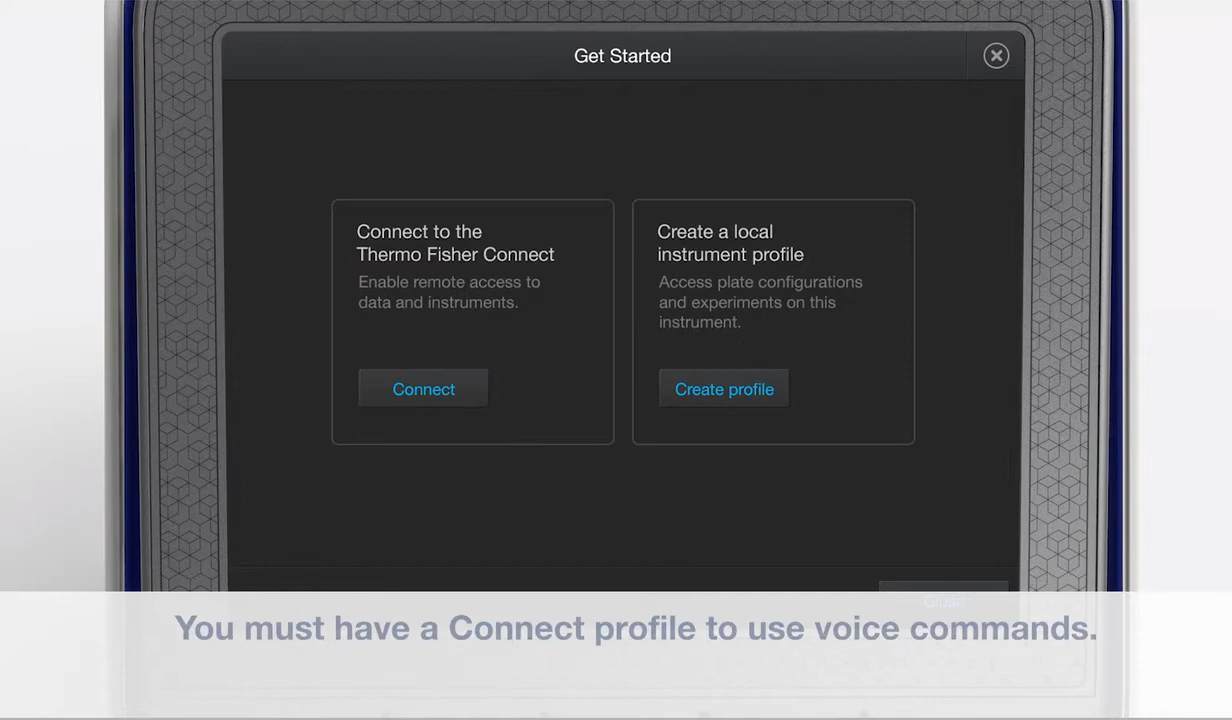 Get Started
Connect to the
Thermo Fisher Connect
Enable remote access to
data and instruments.
Connect
Create a local
instrument profile
Access plate configurations
and experiments on this
instrument.
Create profile
Close
You must have a Connect profile to use voice commands.